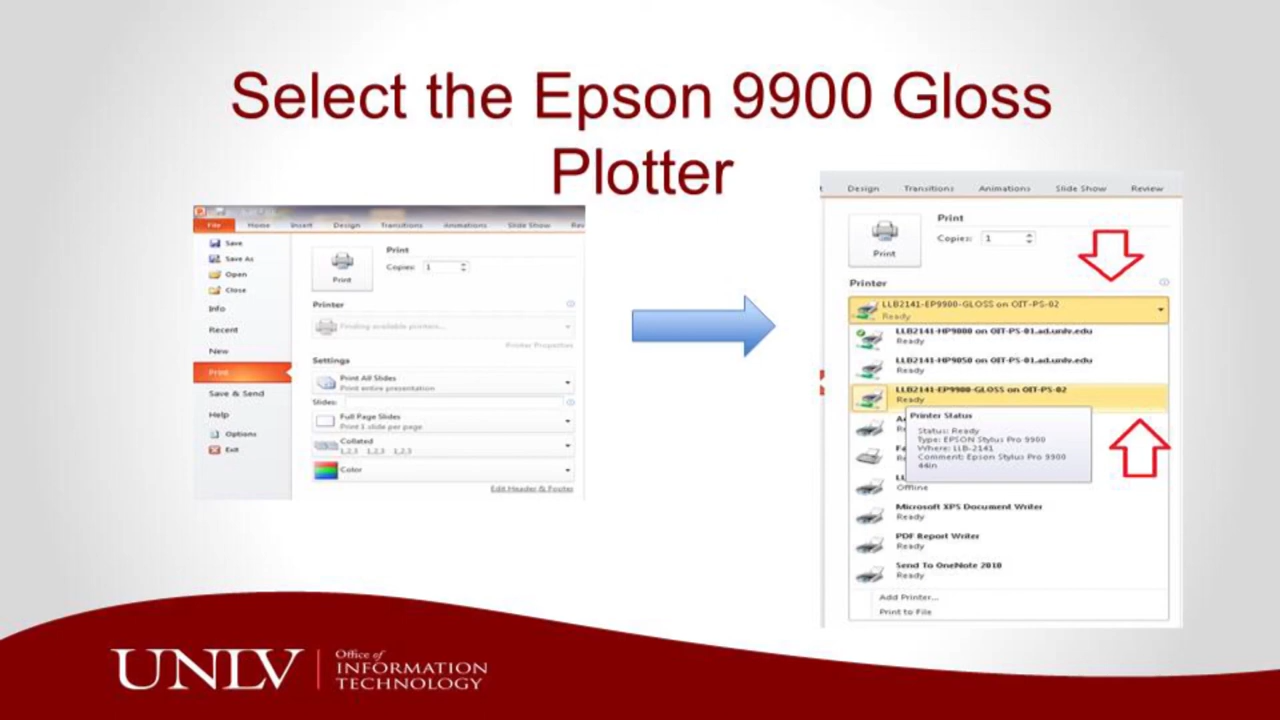 Select the Epson 9900 Gloss
Plotter
File Home Insert Design Transitions Animations Slide Show Rev
Save
Save As
Open
Close
Info
Recent
New
Print
Save & Send
Help
Options
Exit
Print
Copies: 1
Print
Printer
Finding available printers...
Printer Properties
Settings
Print All Slides
Print entire presentation
Slides:
Full Page Slides
Print 1 slide per page
Collated
1,2,3 1,2,3 1,2,3
Color
Edit Header & Footer
Design Transitions Animations Slide Show Review
Print
Copies: 1
Print
Printer
LLB2141-EP9900-GLOSS on OIT-PS-02
Ready
LLB2141-HP9000 on OIT-PS-01.ad.unlv.edu
Ready
LLB2141-HP9050 on OIT-PS-01.ad.unlv.edu
Ready
LLB2141-EP9900-GLOSS on OIT-PS-02
Ready
Printer Status
Status: Ready
Type: EPSON Stylus Pro 9900
Where: LLB-2141
Comment: Epson Stylus Pro 9900
44in
Offline
Microsoft XPS Document Writer
Ready
PDF Report Writer
Ready
Send To OneNote 2010
Ready
Add Printer...
Print to File
UNLV
Office of
INFORMATION
TECHNOLOGY